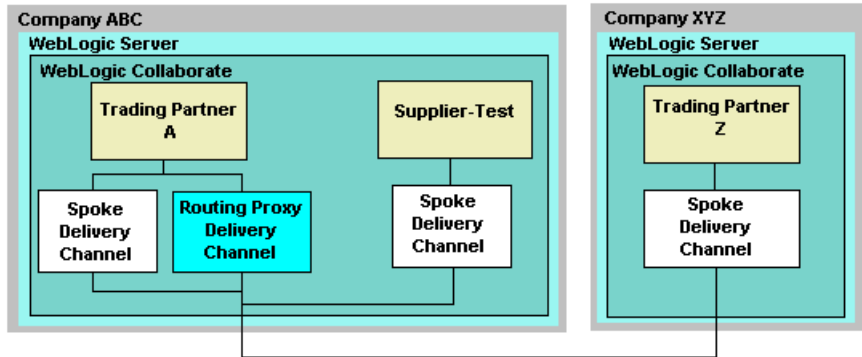 Company ABC
WebLogic Server
WebLogic Collaborate
Trading Partner
A
Supplier-Test
Spoke
Delivery
Channel
Routing Proxy
Delivery
Channel
Spoke
Delivery
Channel
Company XYZ
WebLogic Server
WebLogic Collaborate
Trading Partner
Z
Spoke
Delivery
Channel